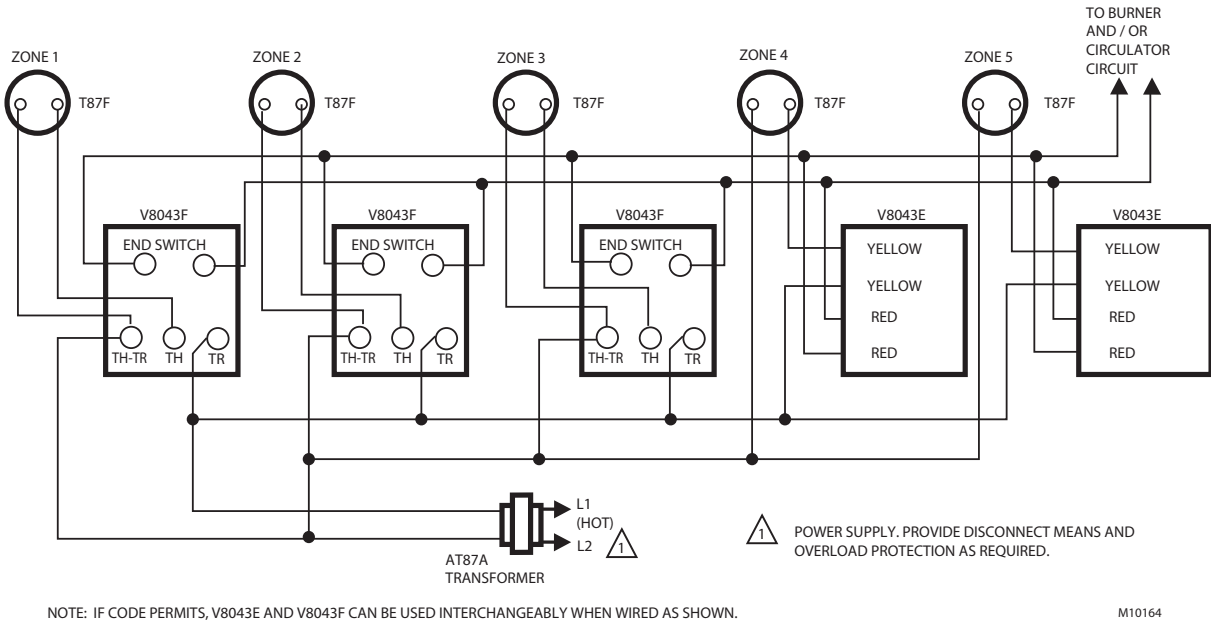 TO BURNER
AND / OR
CIRCULATOR
CIRCUIT
ZONE 1
ZONE 2
ZONE 3
ZONE 4
ZONE 5
T87F
T87F
T87F
T87F
T87F
V8043F
V8043F
V8043F
V8043E
V8043E
END SWITCH
END SWITCH
END SWITCH
YELLOW
YELLOW
YELLOW
YELLOW
RED
RED
RED
RED
TH-TR
TH
TR
TH-TR
TH
TR
TH-TR
TH
TR
L1
(HOT)
L2
1
AT87A
TRANSFORMER
1
POWER SUPPLY. PROVIDE DISCONNECT MEANS AND
OVERLOAD PROTECTION AS REQUIRED.
NOTE: IF CODE PERMITS, V8043E AND V8043F CAN BE USED INTERCHANGEABLY WHEN WIRED AS SHOWN.
M10164